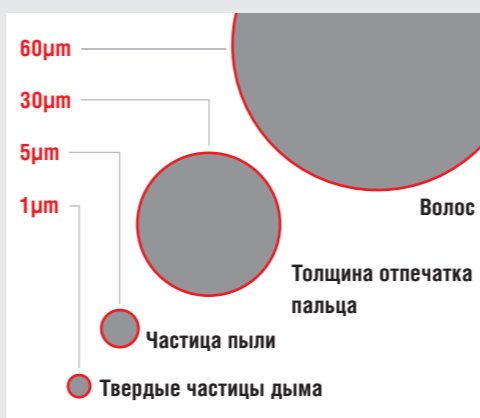 60µm
30µm
5µm
1µm
Волос
Толщина отпечатка
пальца
Частица пыли
Твердые частицы дыма